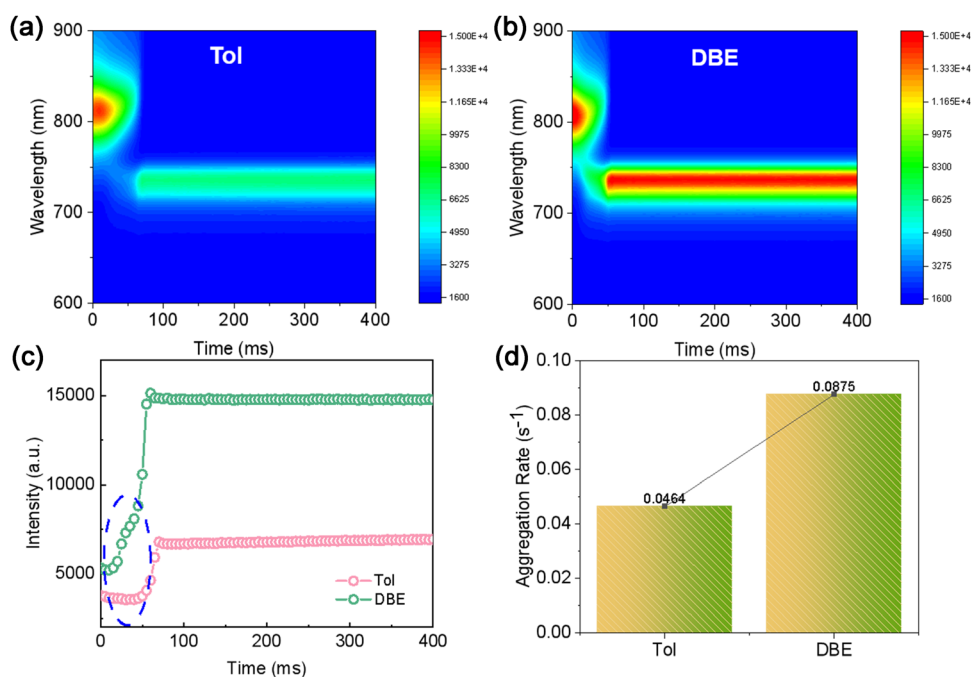 (a)
Tol
Wavelength (nm)
900
800
700
600
0
100
200
300
400
Time (ms)
1.500E+4
1.333E+4
1.165E+4
9975
8300
6625
4950
3275
1600
(b)
DBE
Wavelength (nm)
900
800
700
600
0
100
200
300
400
Time (ms)
1.500E+4
1.333E+4
1.165E+4
9975
8300
6625
4950
3275
1600
(c)
Intensity (a.u.)
15000
10000
5000
Tol
DBE
0
100
200
300
400
Time (ms)
(d)
Aggregation Rate (s⁻¹)
0.10
0.08
0.06
0.04
0.02
0.00
0.0464
0.0875
Tol
DBE